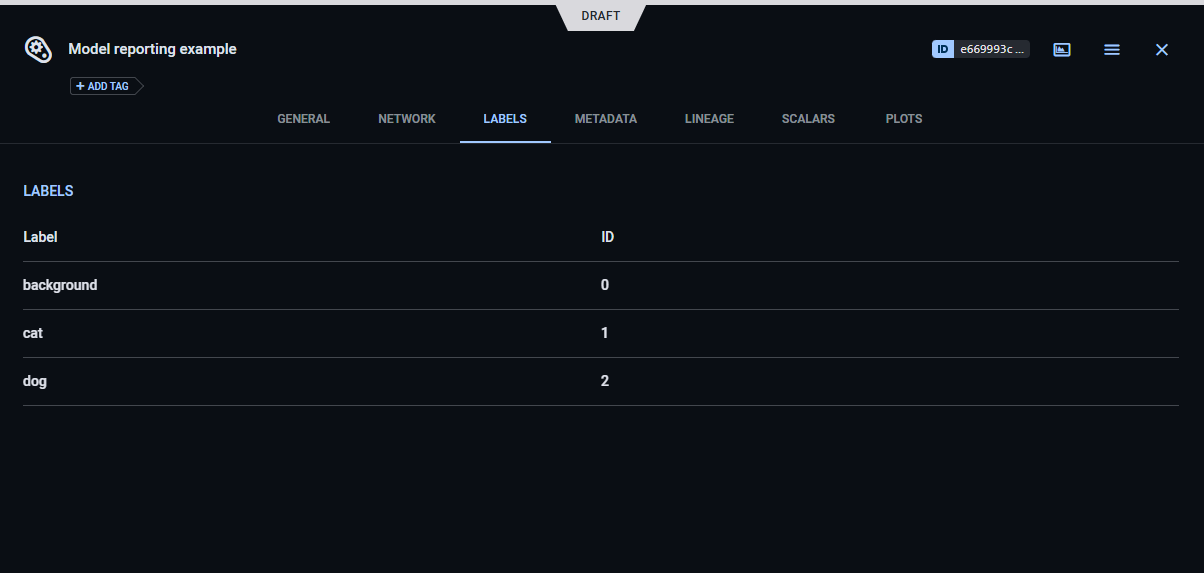 DRAFT
Model reporting example
ID e669993c ...
+ ADD TAG
GENERAL NETWORK LABELS METADATA LINEAGE SCALARS PLOTS
LABELS
Label ID
background 0
cat 1
dog 2